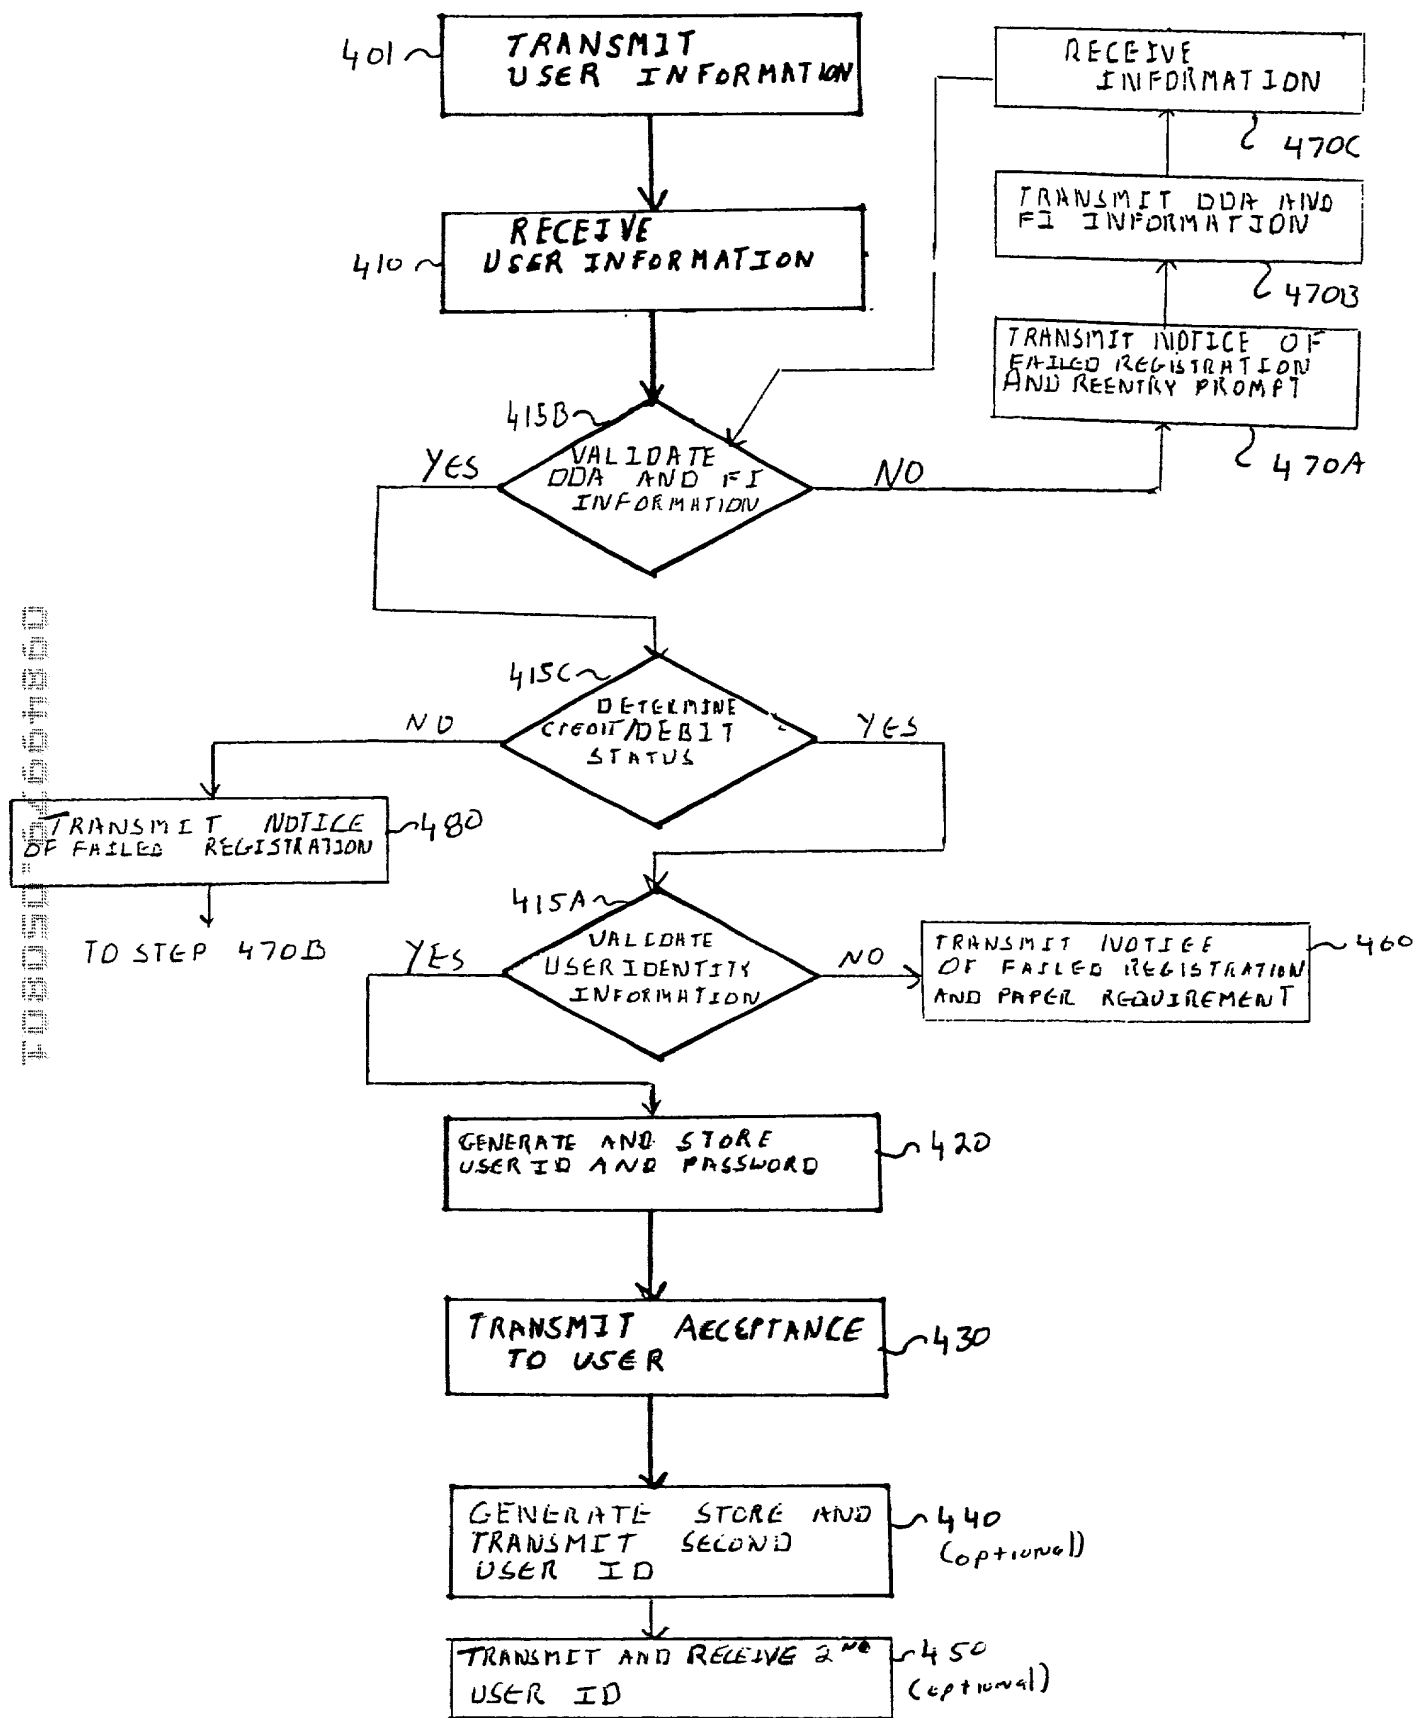 401
TRANSMIT
USER INFORMATION
RECEIVE
INFORMATION
470C
TRANSMIT DDA AND
FI INFORMATION
470B
410
RECEIVE
USER INFORMATION
TRANSMIT NOTICE OF
FAILED REGISTRATION
AND REENTRY PROMPT
470A
415B
YES
VALIDATE
DDA AND FI
INFORMATION
NO
415C
NO
DETERMINE
CREDIT/DEBIT
STATUS
YES
TRANSMIT NOTICE
OF FAILED REGISTRATION
480
TO STEP 470B
415A
YES
VALIDATE
USER IDENTITY
INFORMATION
NO
TRANSMIT NOTICE
OF FAILED REGISTRATION
AND PAPER REQUIREMENT
460
GENERATE AND STORE
USER ID AND PASSWORD
420
TRANSMIT ACCEPTANCE
TO USER
430
GENERATE STORE AND
TRANSMIT SECOND
USER ID
440
(optional)
TRANSMIT AND RECEIVE 2ND
USER ID
450
(optional)